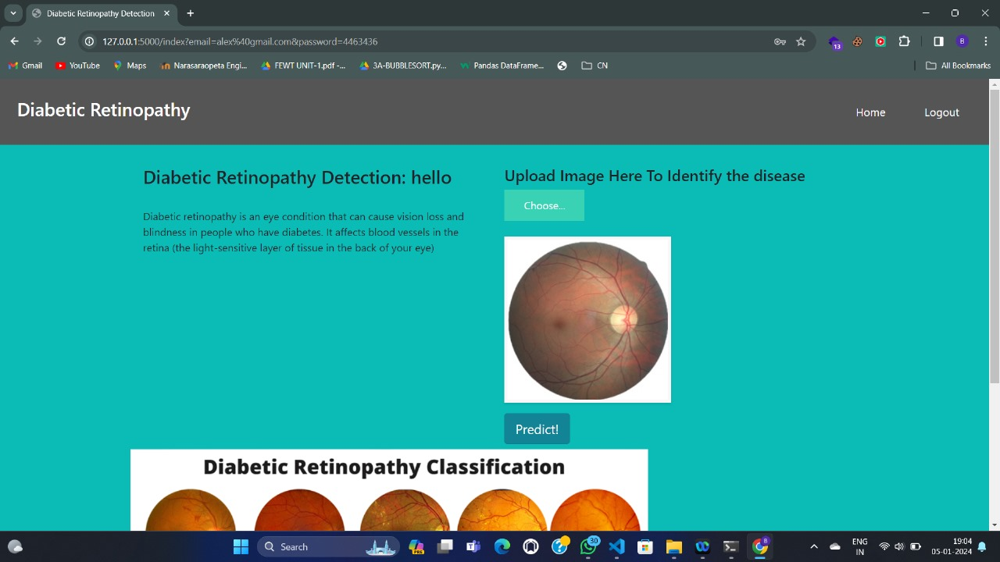 Diabetic Retinopathy Detection
127.0.0.1:5000/index?email=alex%40gmail.com&password=4463436
13
B
Gmail
YouTube
Maps
Narasaraopeta Engi...
FEWT UNIT-1.pdf -...
3A-BUBBLESORT.py...
Pandas DataFrame...
CN
All Bookmarks
Diabetic Retinopathy
Home
Logout
Diabetic Retinopathy Detection: hello
Diabetic retinopathy is an eye condition that can cause vision loss and
blindness in people who have diabetes. It affects blood vessels in the
retina (the light-sensitive layer of tissue in the back of your eye)
Upload Image Here To Identify the disease
Choose...
Predict!
Diabetic Retinopathy Classification
Search
PRE
30
B
ENG
IN
19:04
05-01-2024